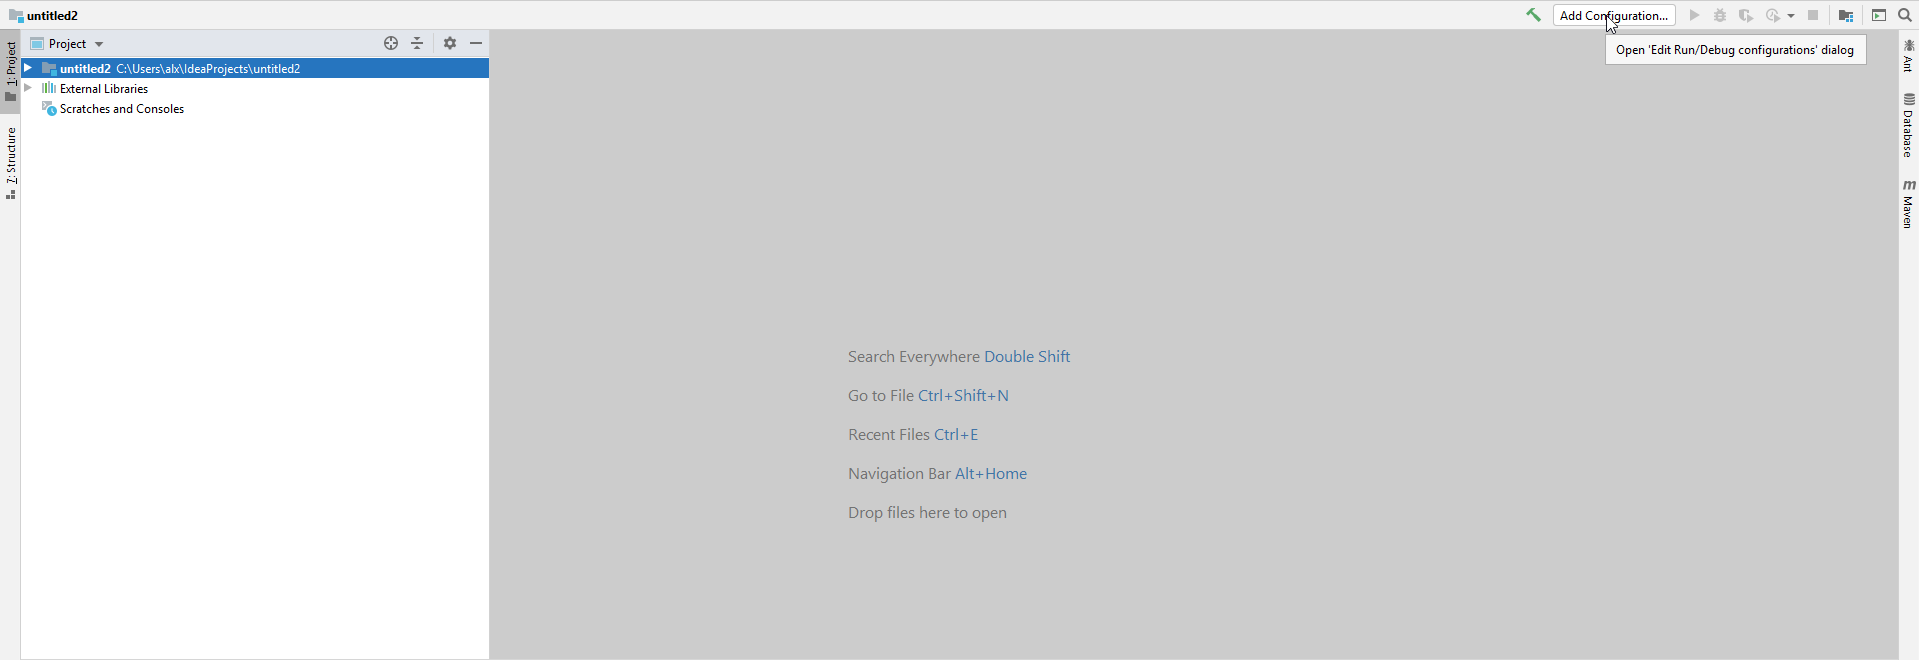 untitled2
Add Configuration...
Open 'Edit Run/Debug configurations' dialog
1: Project
7: Structure
Project
untitled2 C:\Users\alx\IdeaProjects\untitled2
External Libraries
Scratches and Consoles
Search Everywhere Double Shift
Go to File Ctrl+Shift+N
Recent Files Ctrl+E
Navigation Bar Alt+Home
Drop files here to open
Ant
Database
m
Maven